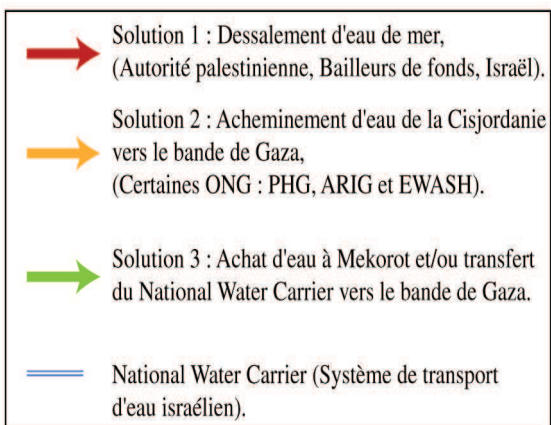 Solution 1 : Dessalement d'eau de mer,
(Autorité palestinienne, Bailleurs de fonds, Israël).
Solution 2 : Acheminement d'eau de la Cisjordanie
vers le bande de Gaza,
(Certaines ONG : PHG, ARIG et EWASH).
Solution 3 : Achat d'eau à Mekorot et/ou transfert
du National Water Carrier vers le bande de Gaza.
National Water Carrier (Système de transport
d'eau israélien).